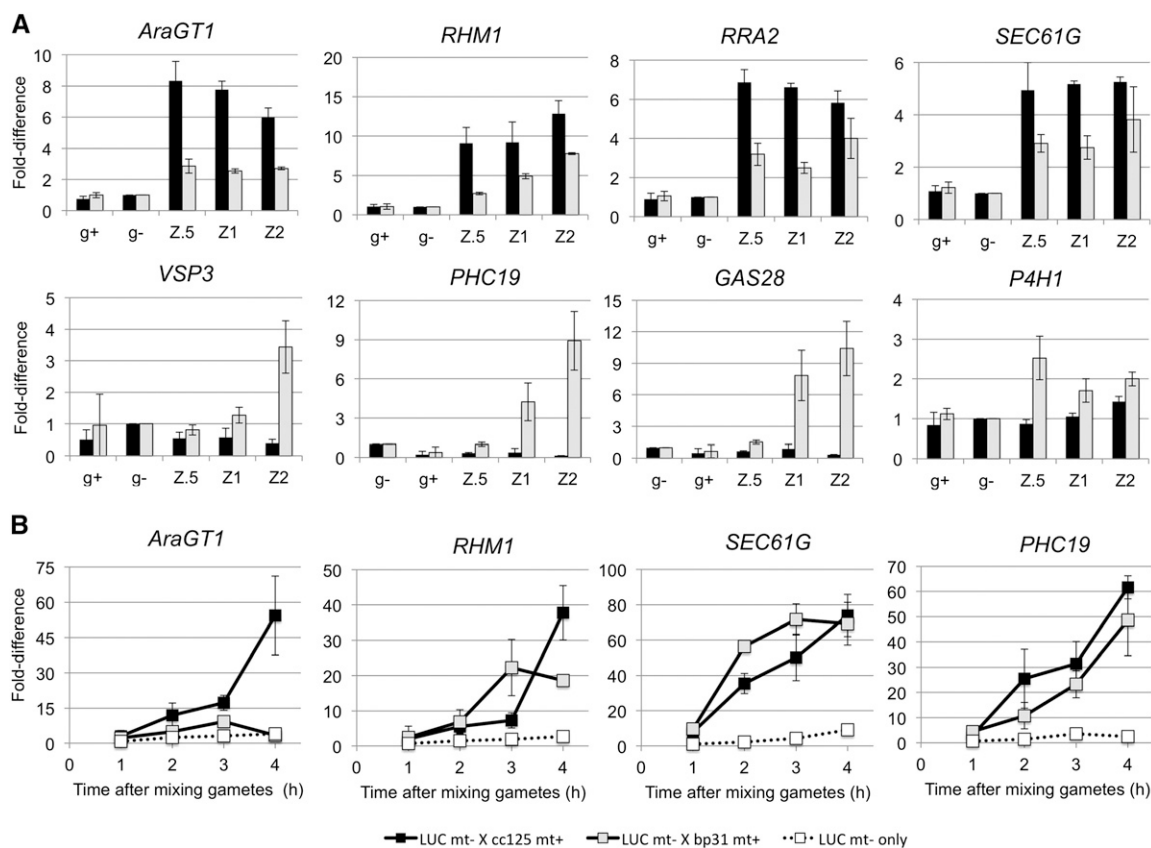 A
AraGT1 RHM1 RRA2 SEC61G
Fold-difference
10 8 6 4 2 0
20 15 10 5 0
8 6 4 2 0
6 4 2 0
g+ g- Z.5 Z1 Z2
g+ g- Z.5 Z1 Z2
g+ g- Z.5 Z1 Z2
g+ g- Z.5 Z1 Z2
VSP3 PHC19 GAS28 P4H1
Fold-difference
5 4 3 2 1 0
12 9 6 3 0
15 12 9 6 3 0
4 3 2 1 0
g+ g- Z.5 Z1 Z2
g- g+ Z.5 Z1 Z2
g- g+ Z.5 Z1 Z2
g+ g- Z.5 Z1 Z2
B
AraGT1 RHM1 SEC61G PHC19
Fold-difference
75 60 45 30 15 0
50 40 30 20 10 0
100 80 60 40 20 0
70 60 50 40 30 20 10 0
0 1 2 3 4
0 1 2 3 4
0 1 2 3 4
0 1 2 3 4
Time after mixing gametes (h)
Time after mixing gametes (h)
Time after mixing gametes (h)
Time after mixing gametes (h)
LUC mt- X cc125 mt+ LUC mt- X bp31 mt+ LUC mt- only